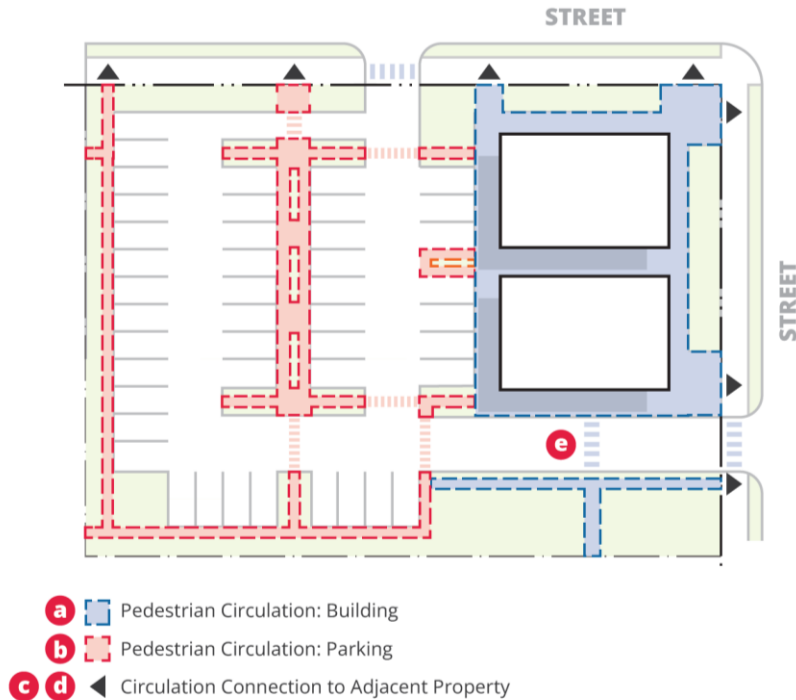 STREET
STREET
e
a Pedestrian Circulation: Building
b Pedestrian Circulation: Parking
c d Circulation Connection to Adjacent Property